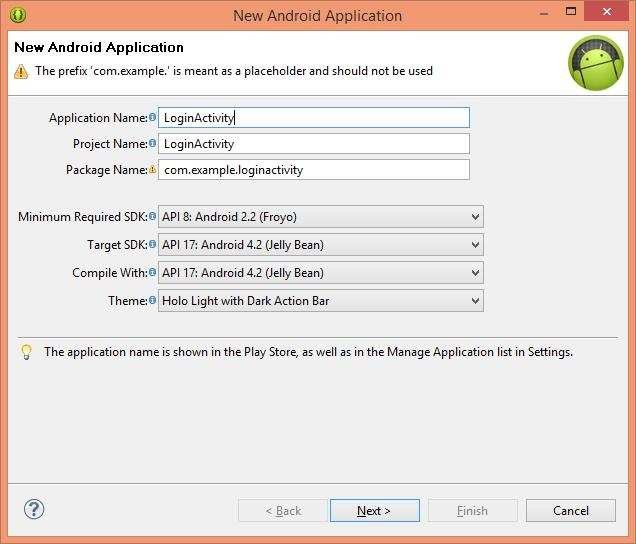 New Android Application
New Android Application
The prefix 'com.example.' is meant as a placeholder and should not be used
Application Name: LoginActivity
Project Name: LoginActivity
Package Name: com.example.loginactivity
Minimum Required SDK: API 8: Android 2.2 (Froyo)
Target SDK: API 17: Android 4.2 (Jelly Bean)
Compile With: API 17: Android 4.2 (Jelly Bean)
Theme: Holo Light with Dark Action Bar
The application name is shown in the Play Store, as well as in the Manage Application list in Settings.
? < Back Next > Finish Cancel